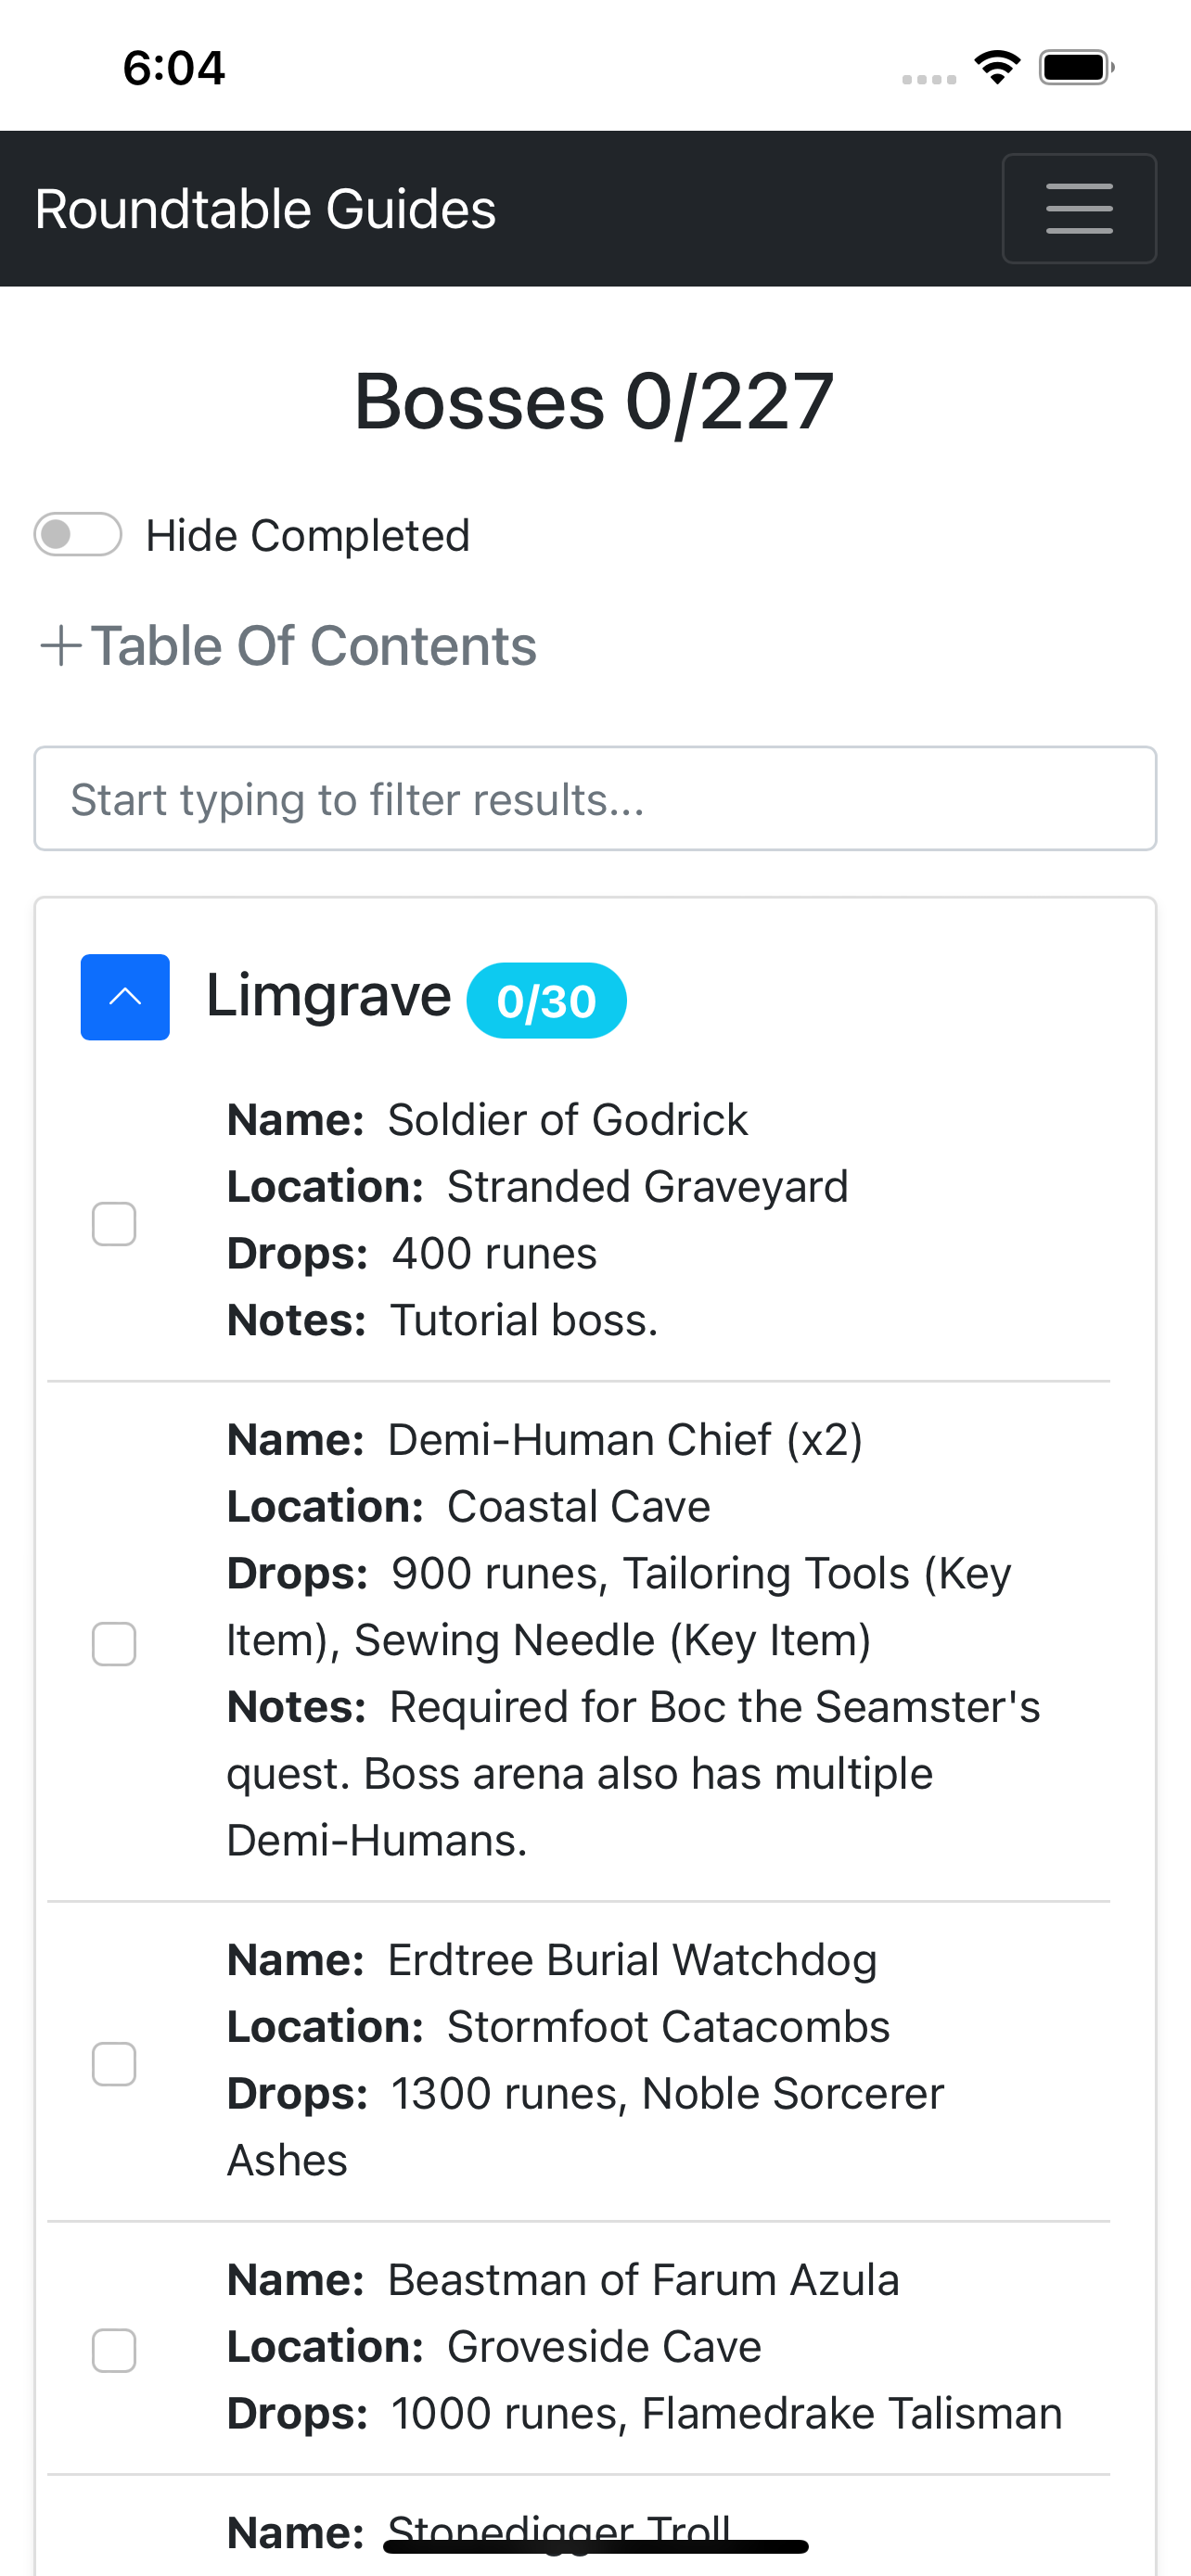 6:04
Roundtable Guides
Bosses 0/227
Hide Completed
+Table Of Contents
Start typing to filter results...
Limgrave 0/30
Name: Soldier of Godrick
Location: Stranded Graveyard
Drops: 400 runes
Notes: Tutorial boss.
Name: Demi-Human Chief (x2)
Location: Coastal Cave
Drops: 900 runes, Tailoring Tools (Key
Item), Sewing Needle (Key Item)
Notes: Required for Boc the Seamster's
quest. Boss arena also has multiple
Demi-Humans.
Name: Erdtree Burial Watchdog
Location: Stormfoot Catacombs
Drops: 1300 runes, Noble Sorcerer
Ashes
Name: Beastman of Farum Azula
Location: Groveside Cave
Drops: 1000 runes, Flamedrake Talisman
Name: Stonedigger Troll